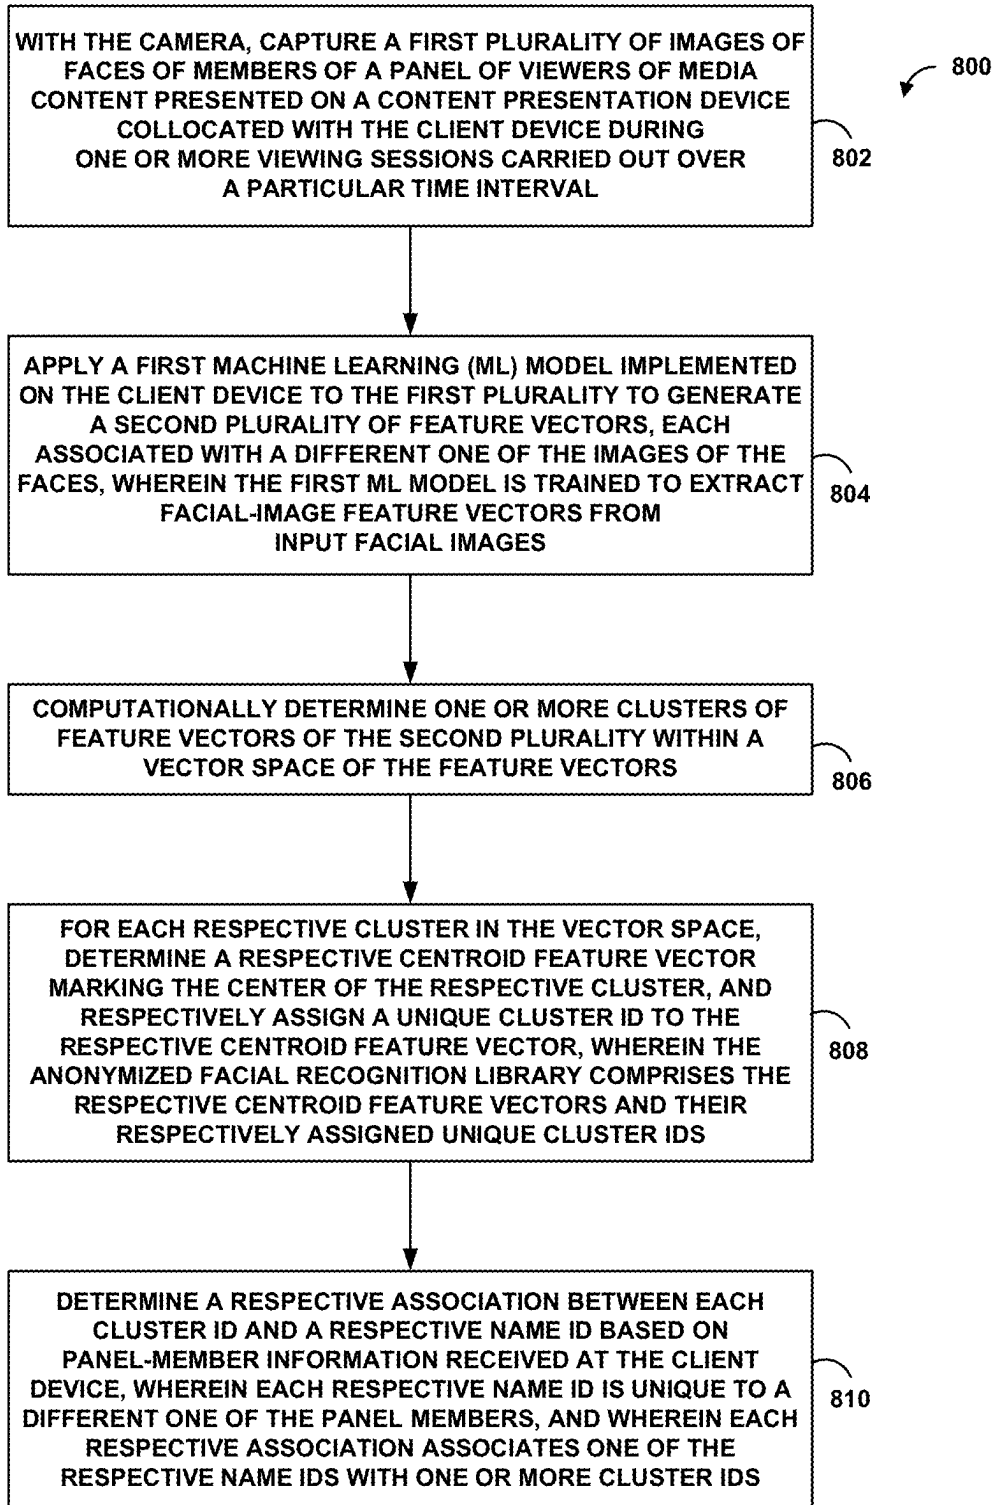 WITH THE CAMERA, CAPTURE A FIRST PLURALITY OF IMAGES OF
FACES OF MEMBERS OF A PANEL OF VIEWERS OF MEDIA
CONTENT PRESENTED ON A CONTENT PRESENTATION DEVICE
COLLOCATED WITH THE CLIENT DEVICE DURING
ONE OR MORE VIEWING SESSIONS CARRIED OUT OVER
A PARTICULAR TIME INTERVAL
800
802
APPLY A FIRST MACHINE LEARNING (ML) MODEL IMPLEMENTED
ON THE CLIENT DEVICE TO THE FIRST PLURALITY TO GENERATE
A SECOND PLURALITY OF FEATURE VECTORS, EACH
ASSOCIATED WITH A DIFFERENT ONE OF THE IMAGES OF THE
FACES, WHEREIN THE FIRST ML MODEL IS TRAINED TO EXTRACT
FACIAL-IMAGE FEATURE VECTORS FROM
INPUT FACIAL IMAGES
804
COMPUTATIONALLY DETERMINE ONE OR MORE CLUSTERS OF
FEATURE VECTORS OF THE SECOND PLURALITY WITHIN A
VECTOR SPACE OF THE FEATURE VECTORS
806
FOR EACH RESPECTIVE CLUSTER IN THE VECTOR SPACE,
DETERMINE A RESPECTIVE CENTROID FEATURE VECTOR
MARKING THE CENTER OF THE RESPECTIVE CLUSTER, AND
RESPECTIVELY ASSIGN A UNIQUE CLUSTER ID TO THE
RESPECTIVE CENTROID FEATURE VECTOR, WHEREIN THE
ANONYMIZED FACIAL RECOGNITION LIBRARY COMPRISES THE
RESPECTIVE CENTROID FEATURE VECTORS AND THEIR
RESPECTIVELY ASSIGNED UNIQUE CLUSTER IDS
808
DETERMINE A RESPECTIVE ASSOCIATION BETWEEN EACH
CLUSTER ID AND A RESPECTIVE NAME ID BASED ON
PANEL-MEMBER INFORMATION RECEIVED AT THE CLIENT
DEVICE, WHEREIN EACH RESPECTIVE NAME ID IS UNIQUE TO A
DIFFERENT ONE OF THE PANEL MEMBERS, AND WHEREIN EACH
RESPECTIVE ASSOCIATION ASSOCIATES ONE OF THE
RESPECTIVE NAME IDS WITH ONE OR MORE CLUSTER IDS
810